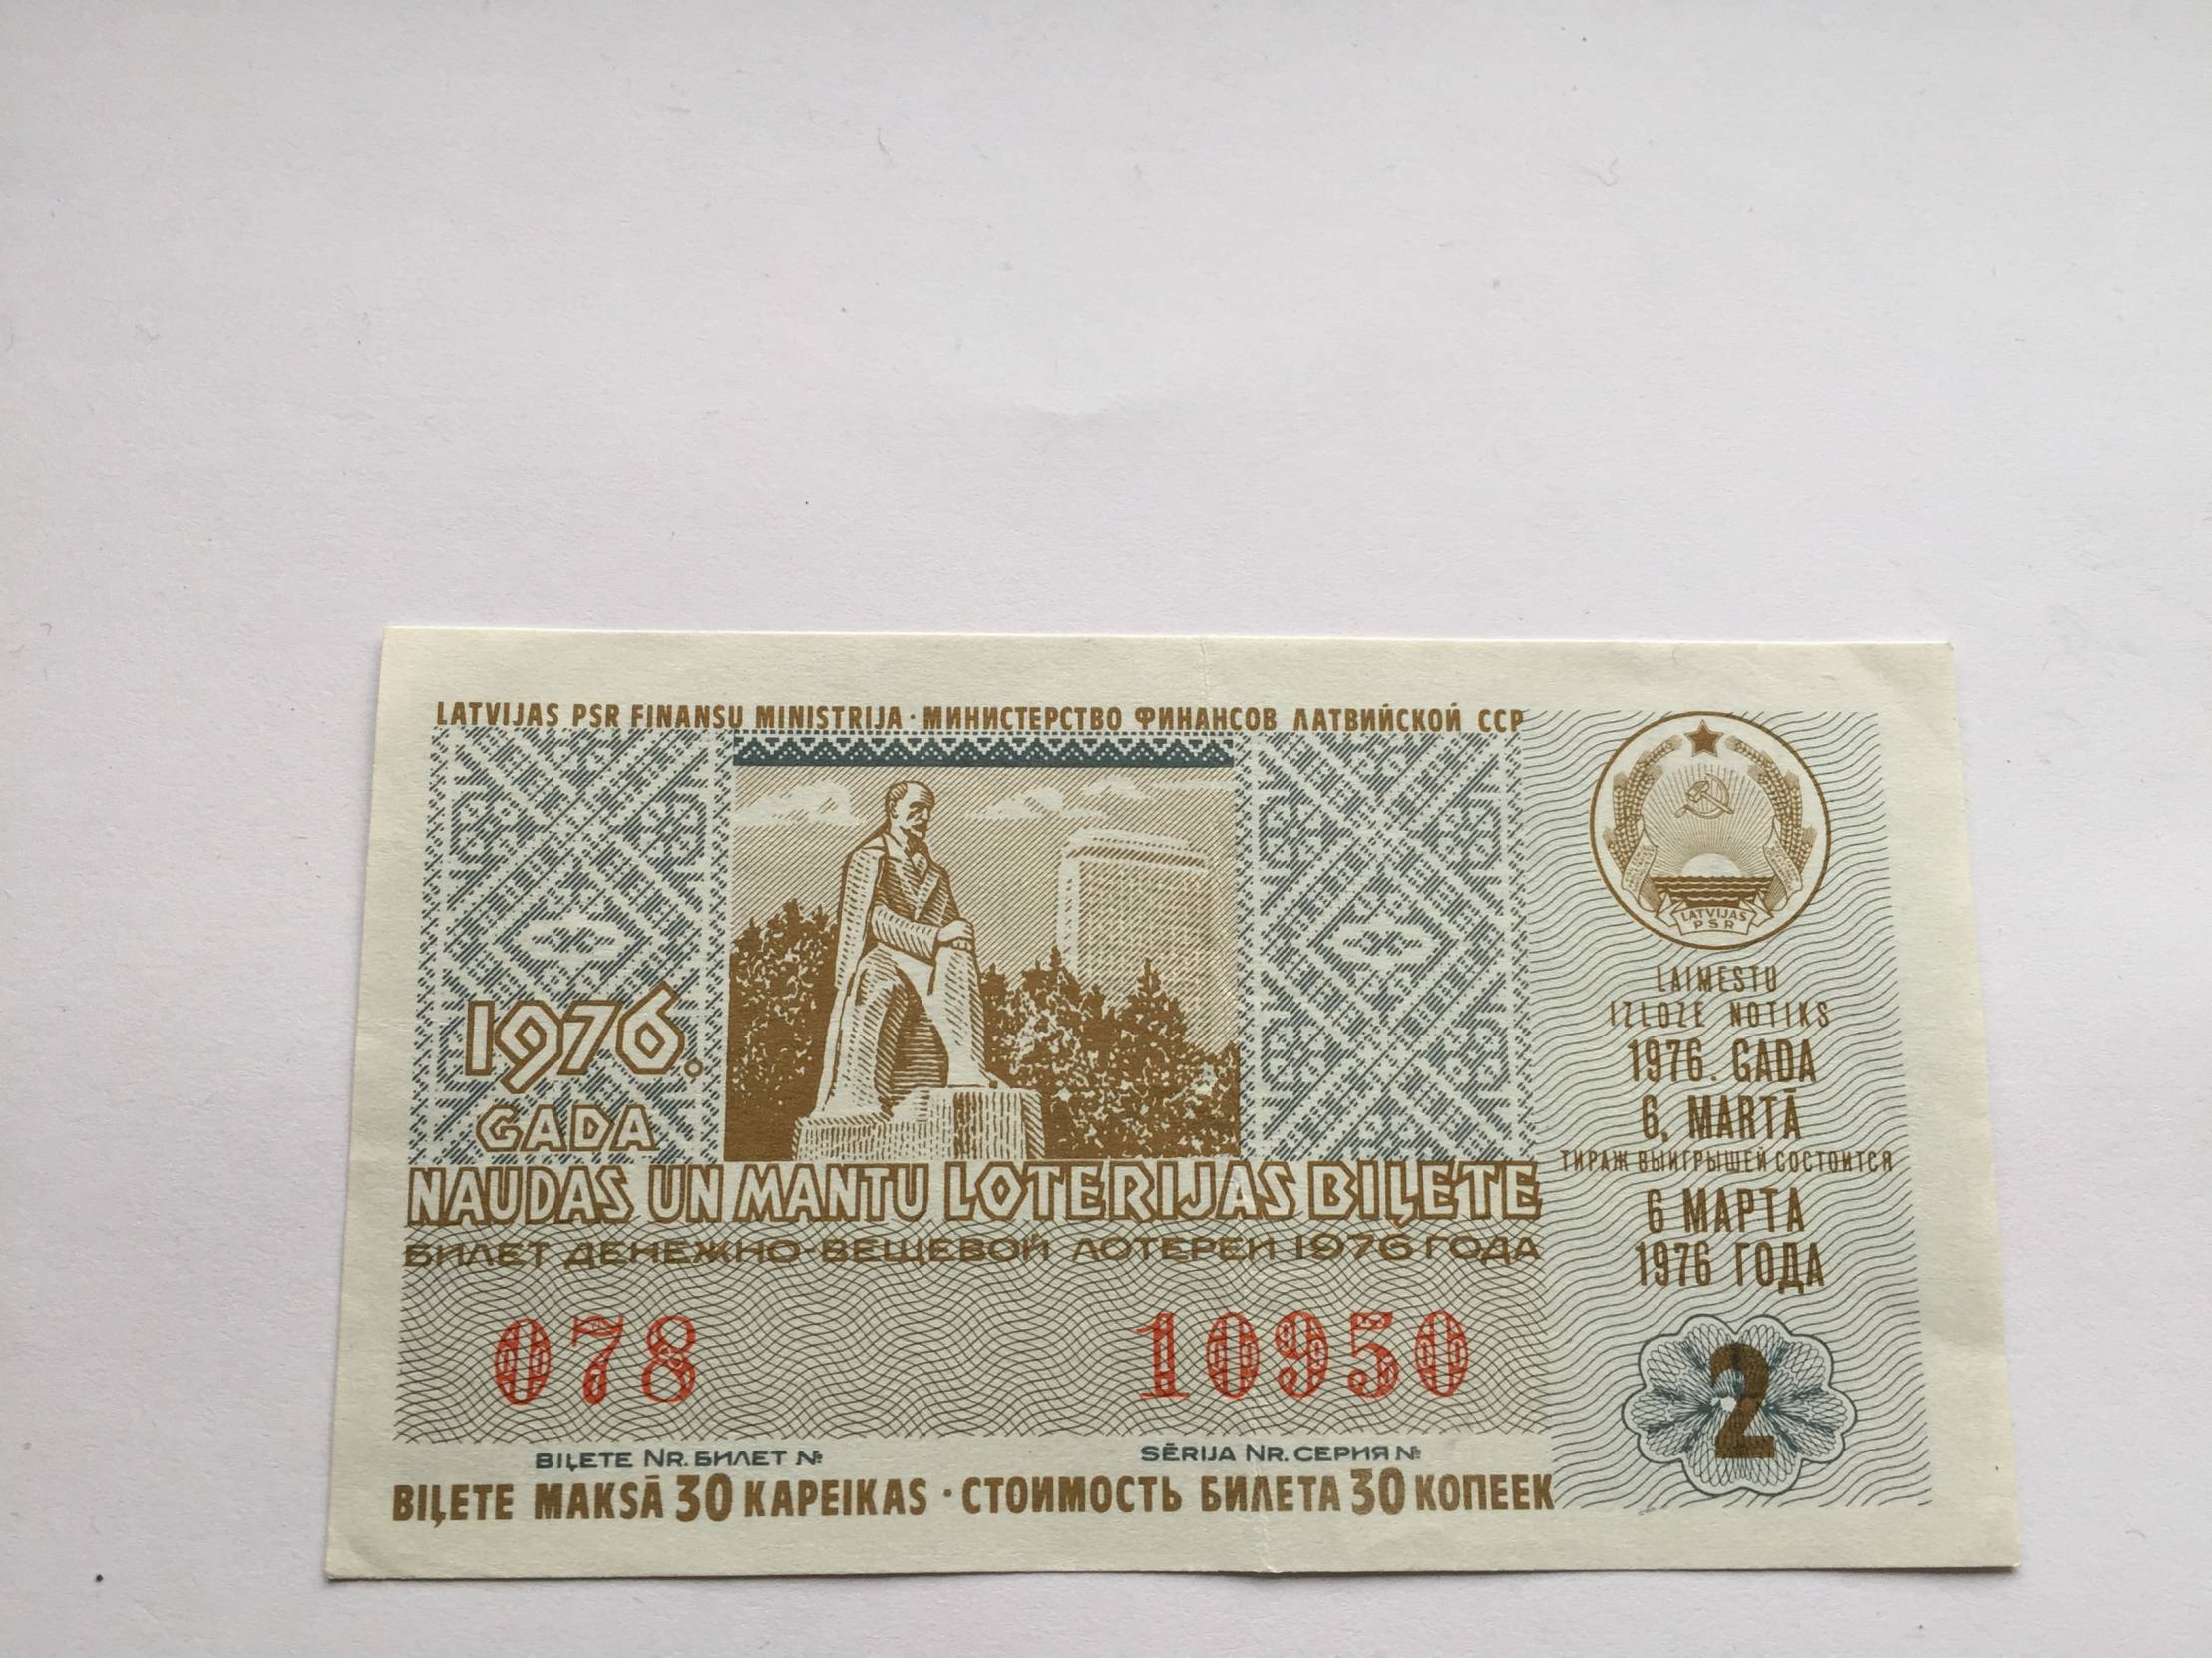 LATVIJAS PSR FINANSU MINISTRIJA · МИНИСТЕРСТВО ФИНАНСОВ ЛАТВИЙСКОЙ ССР
1976.
GADA
NAUDAS UN MANTU LOTERIJAS BIĻETE
БИЛЕТ ДЕНЕЖНО-ВЕЩЕВОЙ ЛОТЕРЕИ 1976 ГОДА
078 10950
BIĻETE NR. БИЛЕТ № SĒRIJA NR. СЕРИЯ №
BIĻETE MAKSĀ 30 KAPEIKAS · СТОИМОСТЬ БИЛЕТА 30 КОПЕЕК
LATVIJAS
PSR
LAIMESTU
IZLOZE NOTIKS
1976. GADA
6. MARTĀ
ТИРАЖ ВЫИГРЫШЕЙ СОСТОИТСЯ
6 МАРТА
1976 ГОДА
2